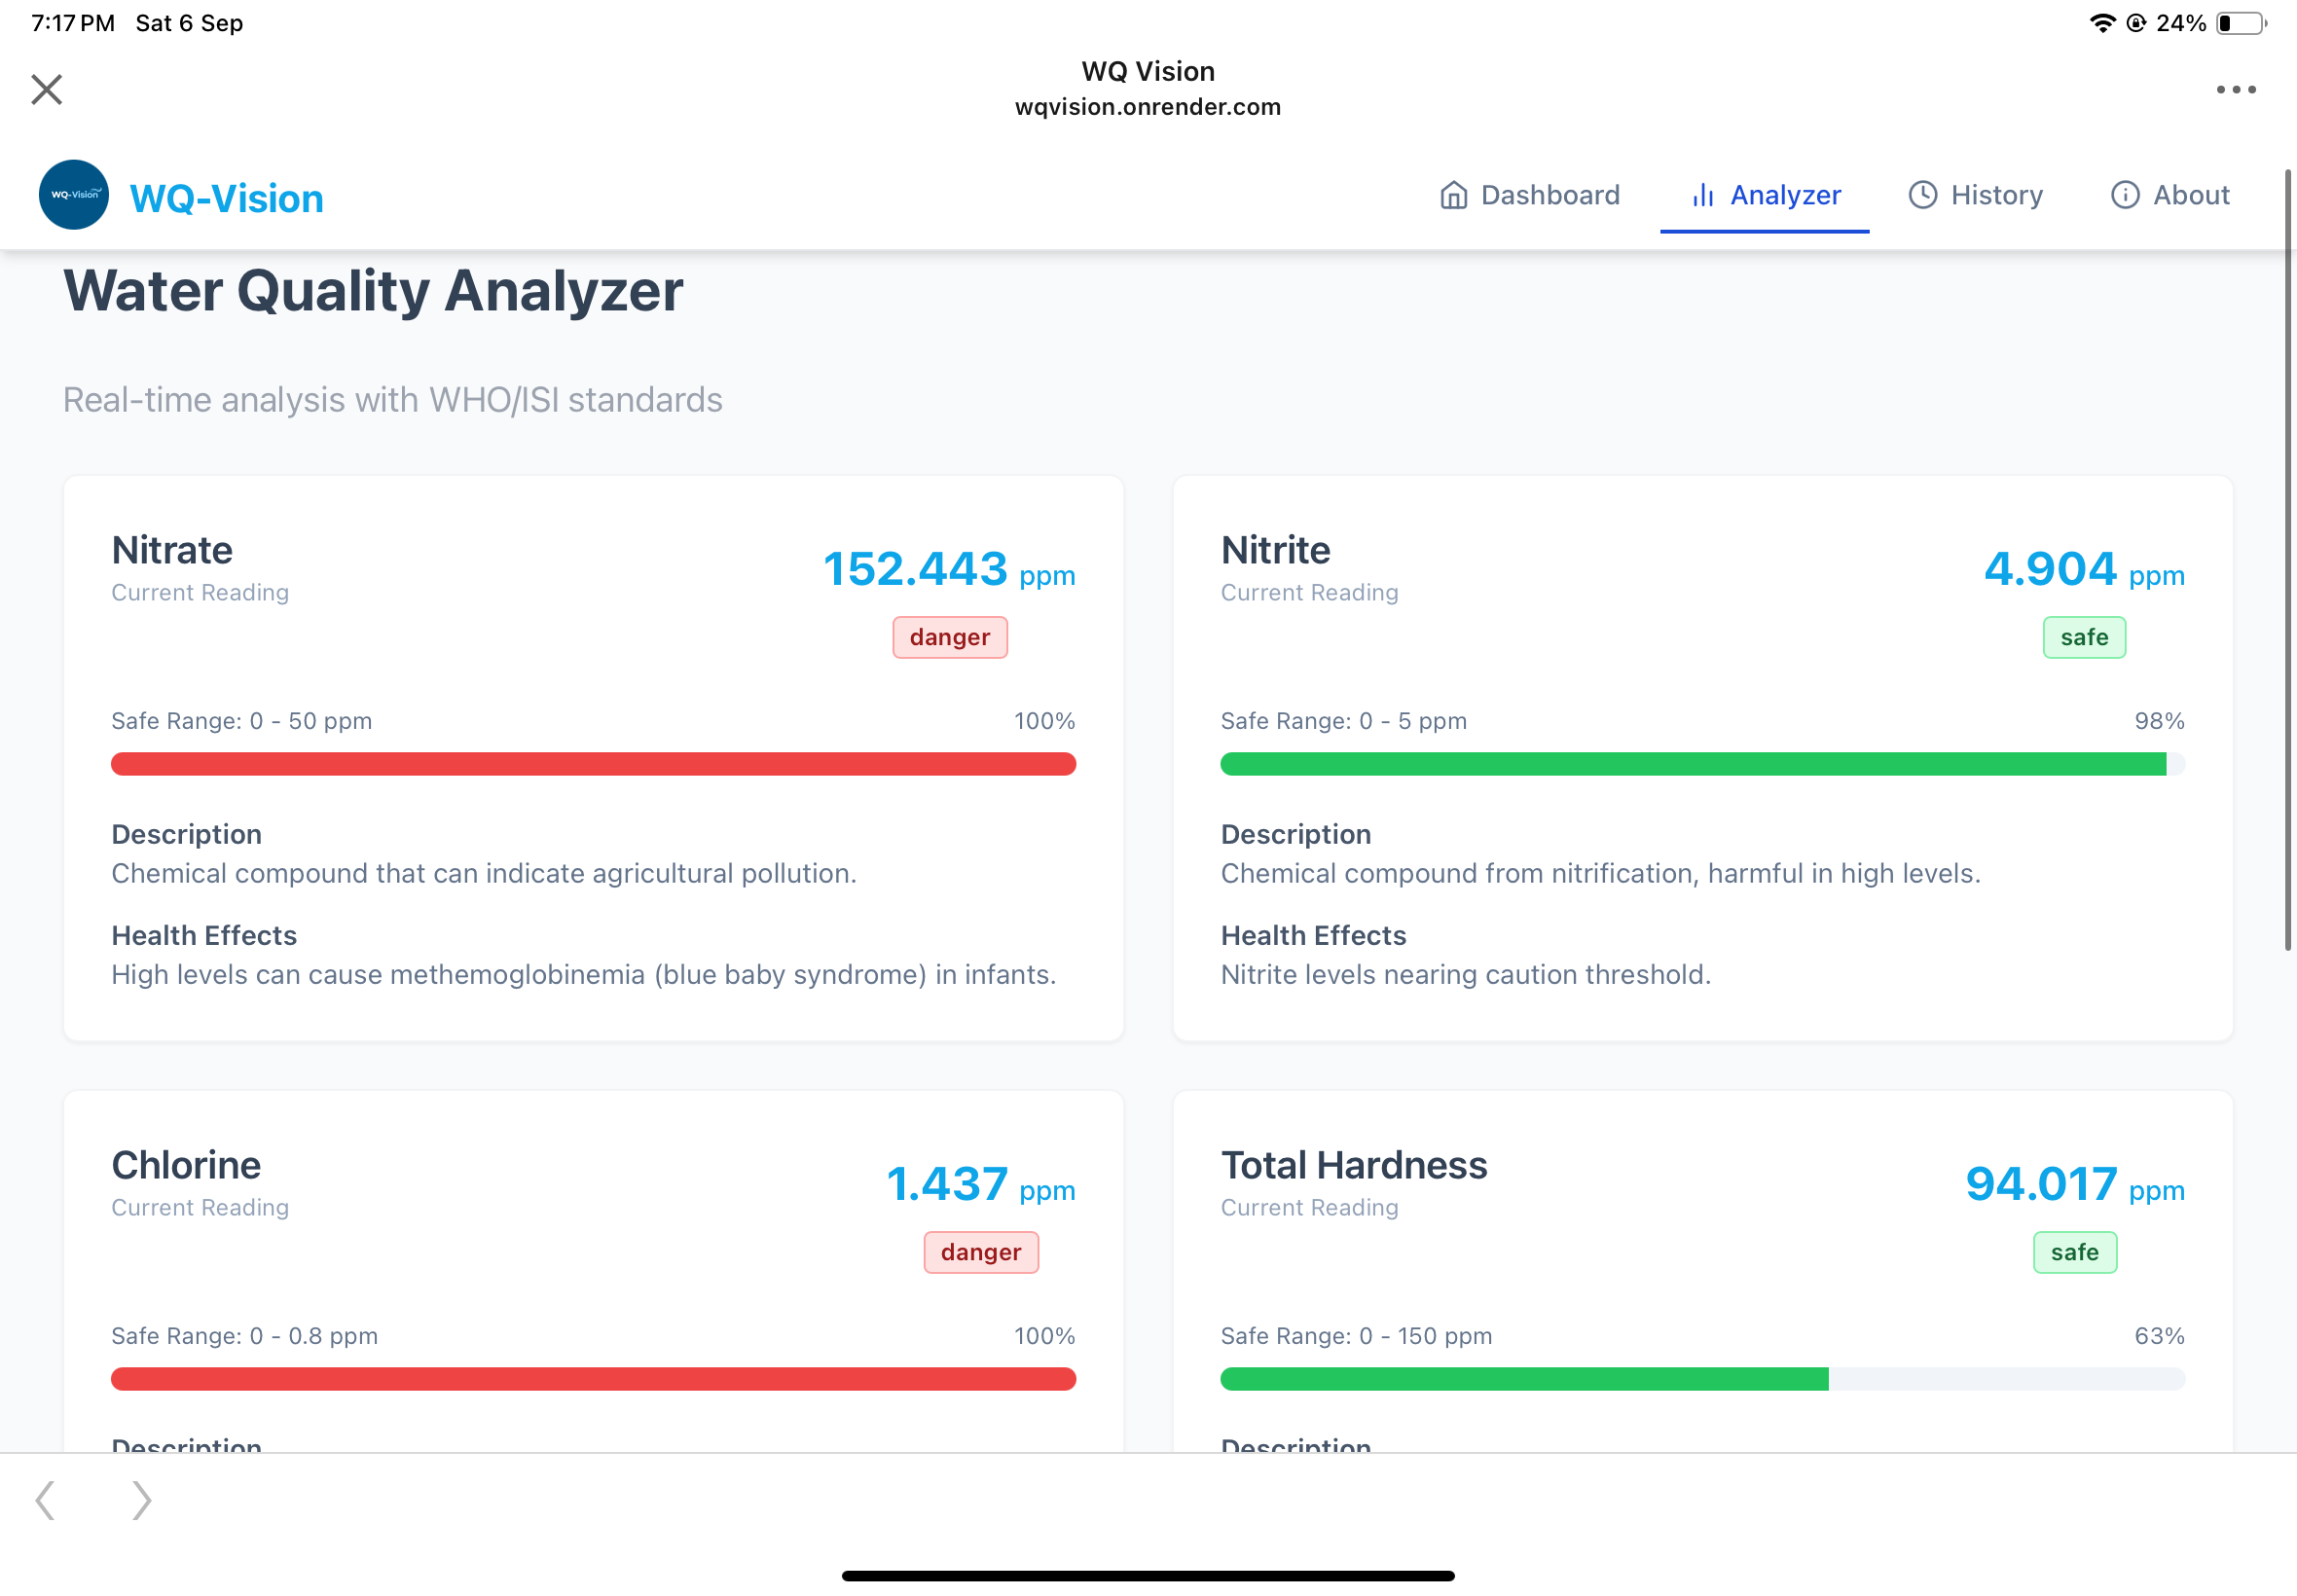 7:17 PM Sat 6 Sep
24%
WQ Vision
wqvision.onrender.com
WQ-Vision
WQ-Vision
Dashboard
Analyzer
History
About
Water Quality Analyzer
Real-time analysis with WHO/ISI standards
Nitrate
Current Reading
152.443 ppm
danger
Safe Range: 0 - 50 ppm
100%
Description
Chemical compound that can indicate agricultural pollution.
Health Effects
High levels can cause methemoglobinemia (blue baby syndrome) in infants.
Nitrite
Current Reading
4.904 ppm
safe
Safe Range: 0 - 5 ppm
98%
Description
Chemical compound from nitrification, harmful in high levels.
Health Effects
Nitrite levels nearing caution threshold.
Chlorine
Current Reading
1.437 ppm
danger
Safe Range: 0 - 0.8 ppm
100%
Description
Total Hardness
Current Reading
94.017 ppm
safe
Safe Range: 0 - 150 ppm
63%
Description